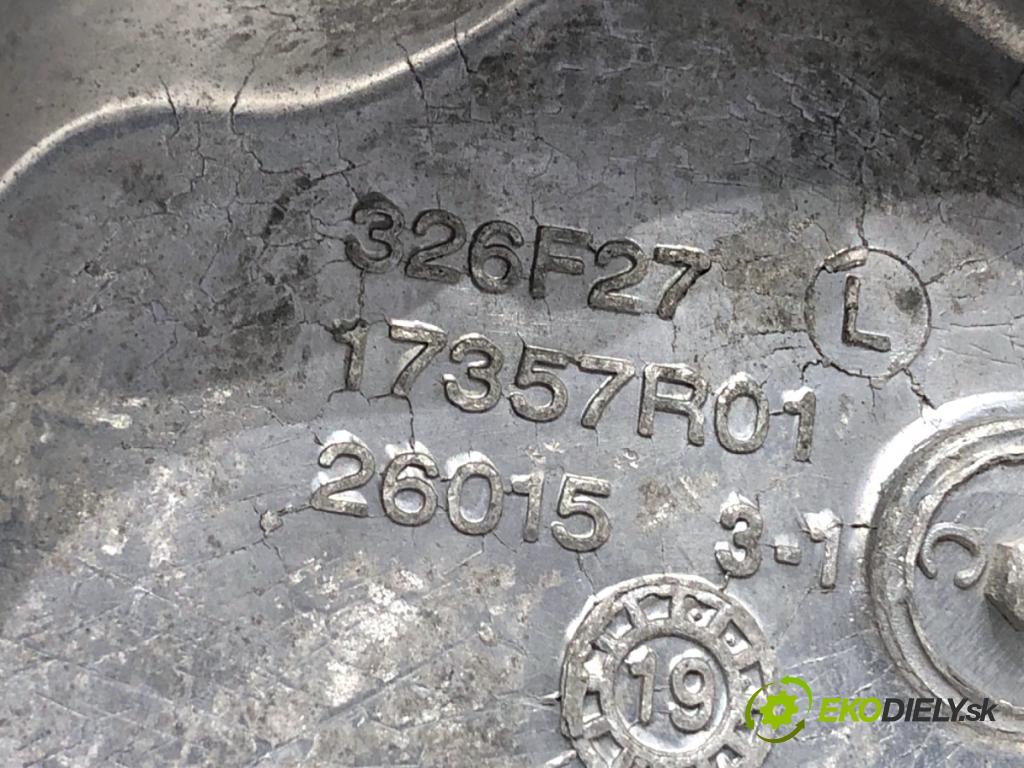 326F27
L
17357R01
26015
3-1
19
EKODIELY.sk